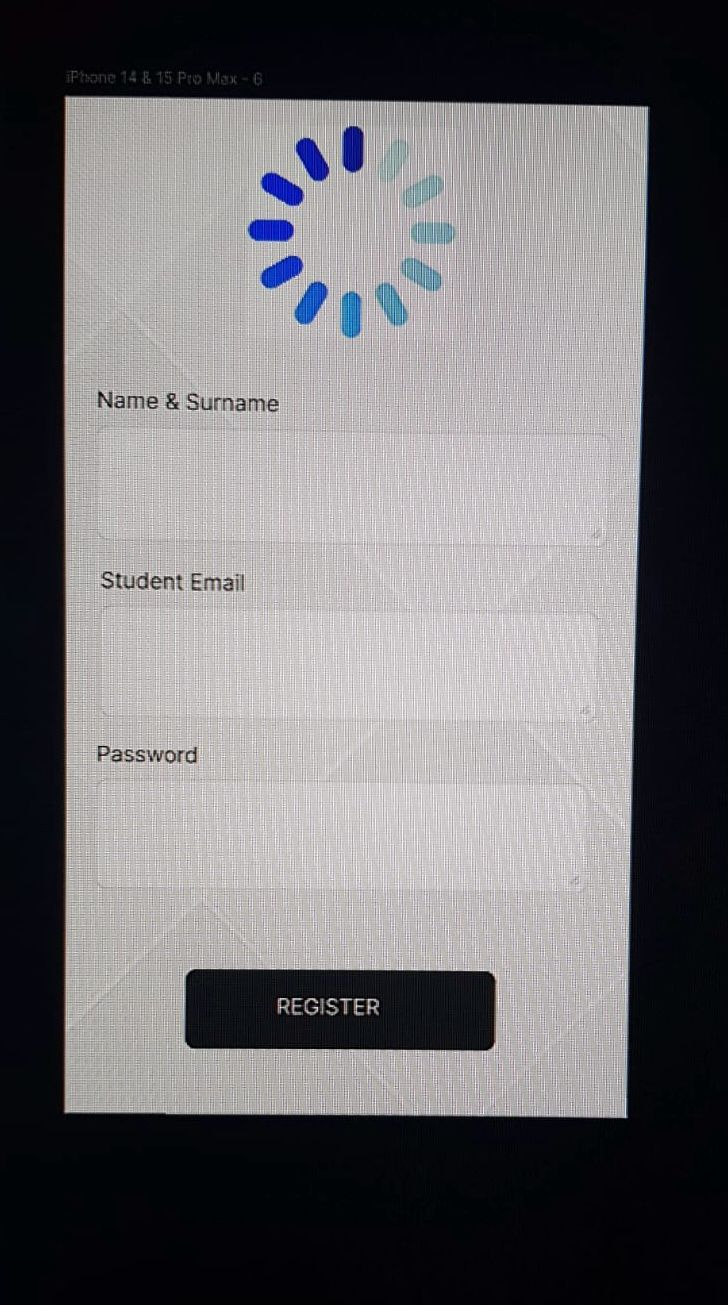 iPhone 14 & 15 Pro Max - 6
Name & Surname
Student Email
Password
REGISTER